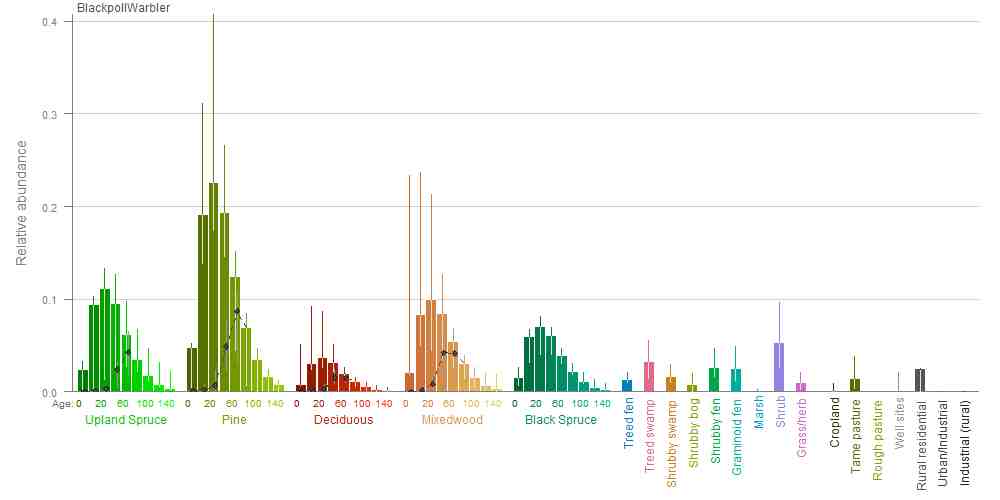 BlackpollWarbler
0.4
0.3
0.2
0.1
0.0
Relative abundance
Age: 0 20 60 100 140 0 20 60 100 140 0 20 60 100 140 0 20 60 100 140 0 20 60 100 140
Upland Spruce Pine Deciduous Mixedwood Black Spruce
Treed fen
Treed swamp
Shrubby swamp
Shrubby bog
Shrubby fen
Graminoid fen
Marsh
Shrub
Grass/herb
Cropland
Tame pasture
Rough pasture
Well sites
Rural residential
Urban/Industrial
Industrial (rural)